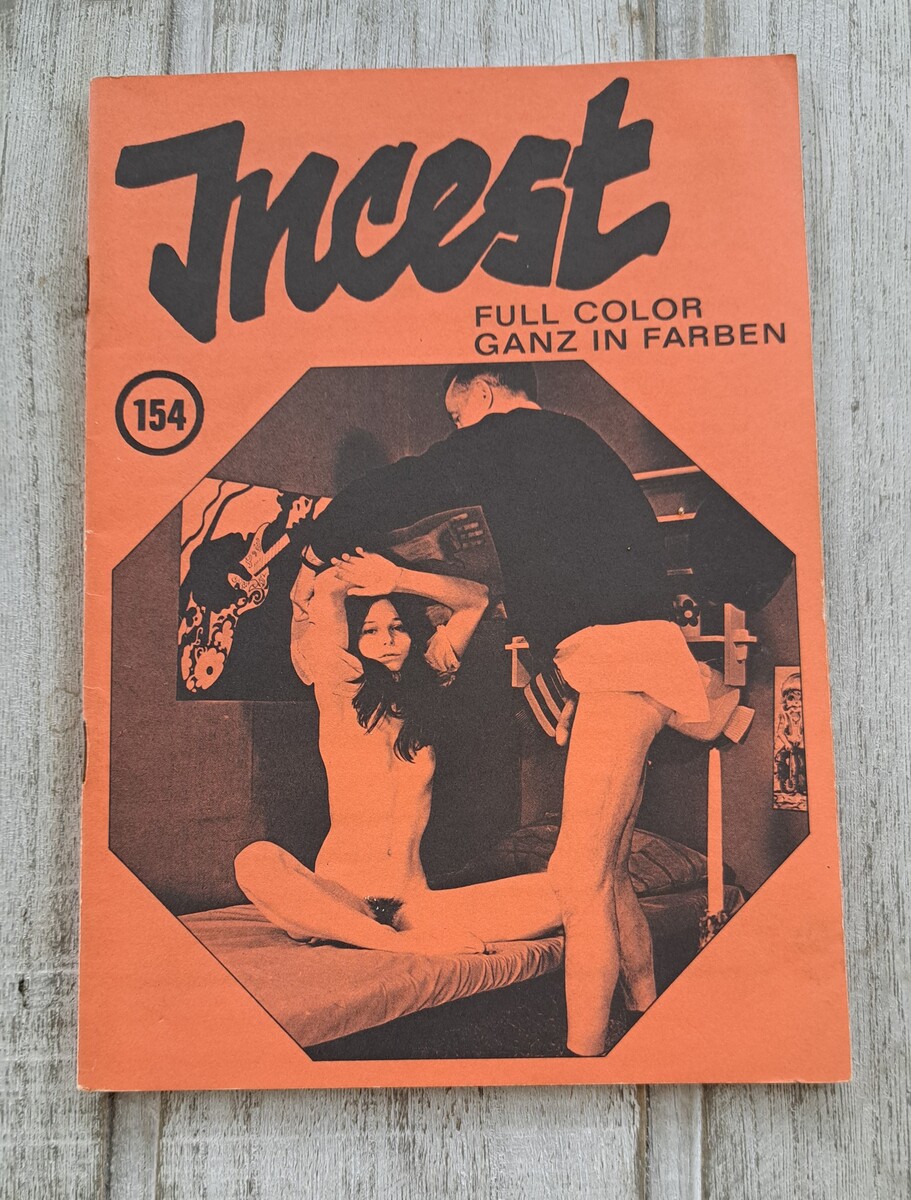 Incest
FULL COLOR
GANZ IN FARBEN
154